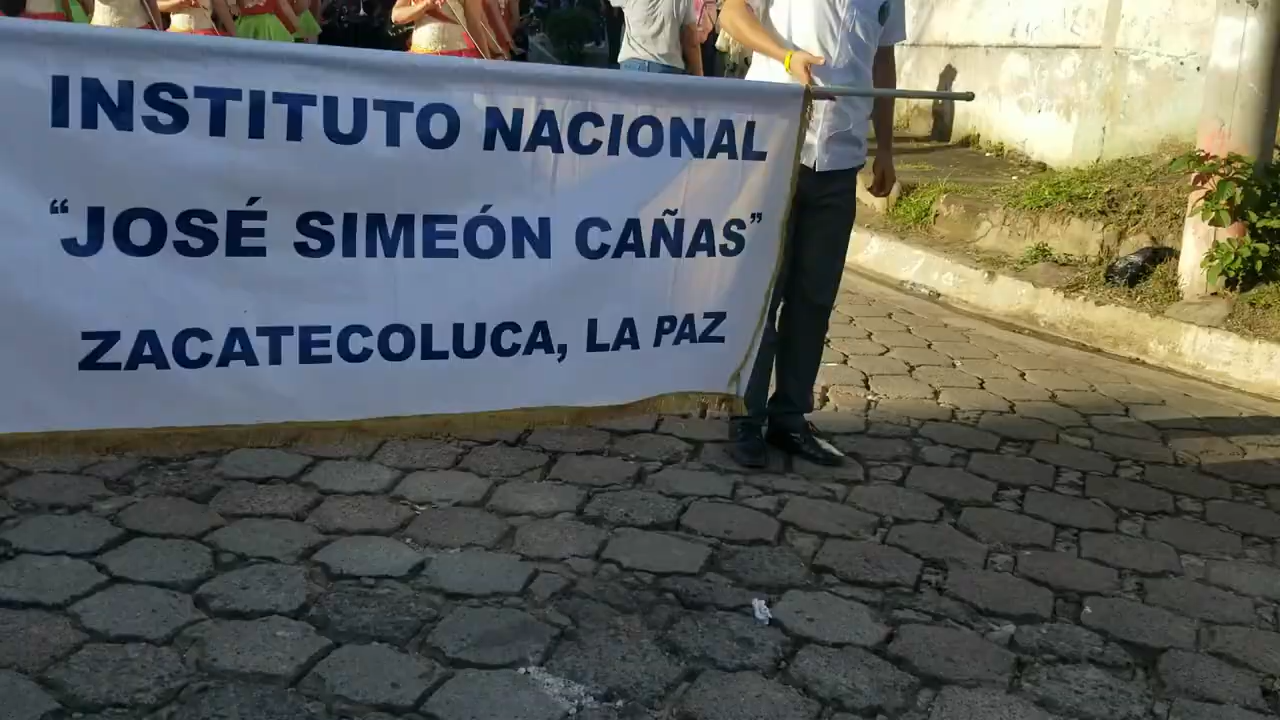 INSTITUTO NACIONAL
“JOSÉ SIMEÓN CAÑAS”
ZACATECOLUCA, LA PAZ